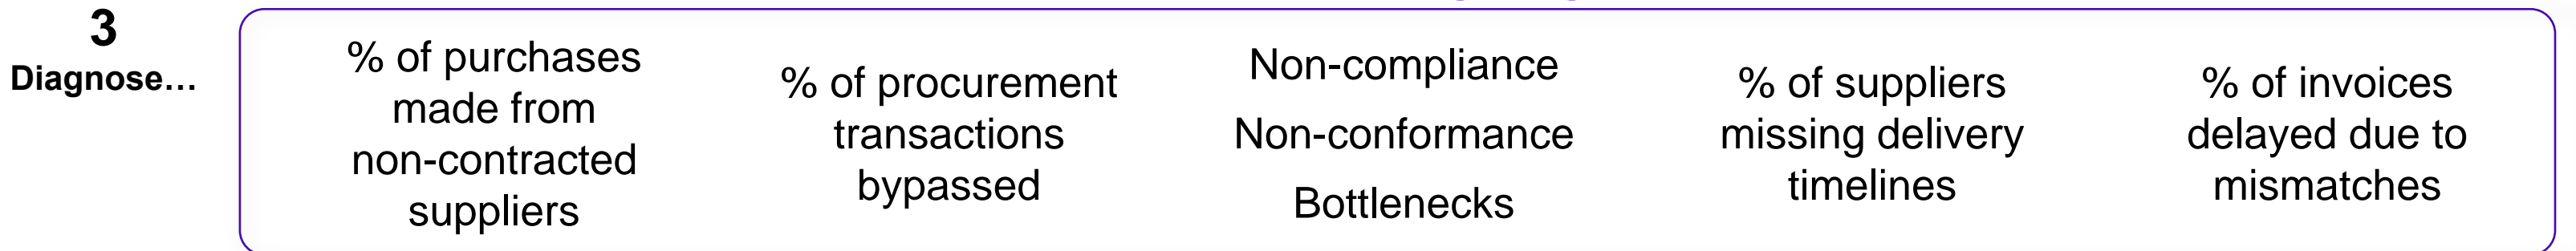 3
Diagnose…
% of purchases
made from
non-contracted
suppliers
% of procurement
transactions
bypassed
Non-compliance
Non-conformance
Bottlenecks
% of suppliers
missing delivery
timelines
% of invoices
delayed due to
mismatches